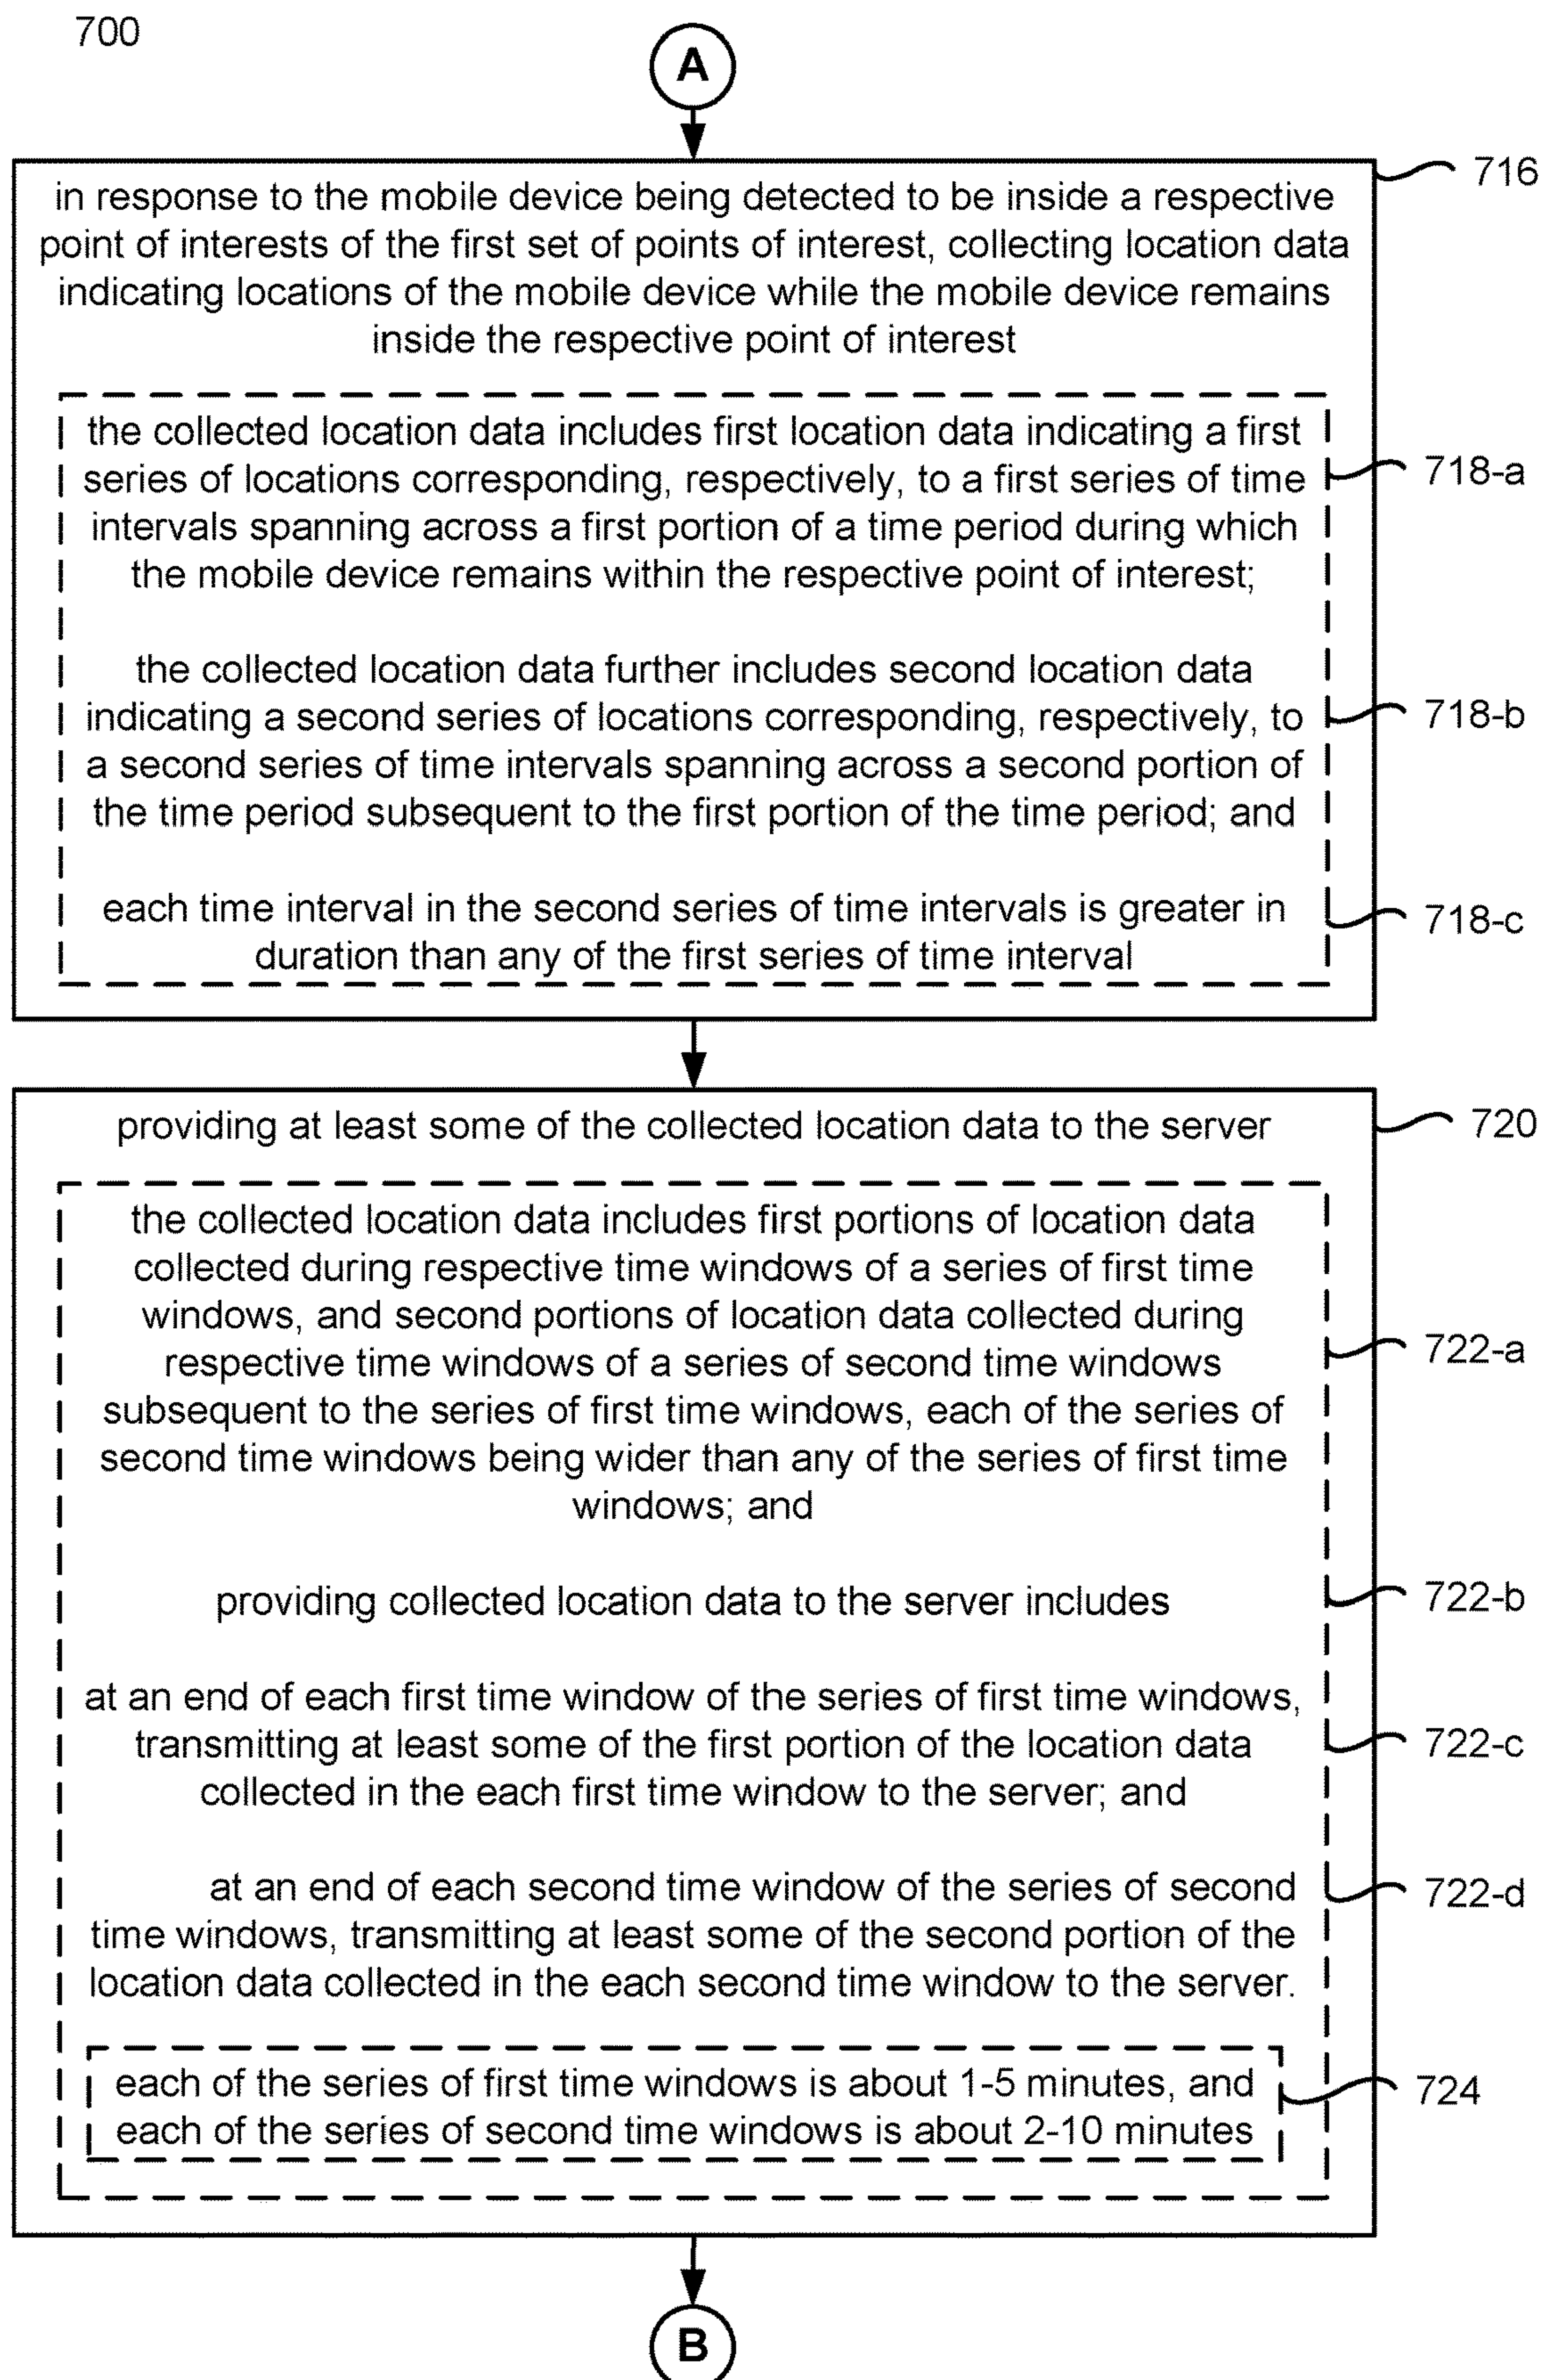 700
A
716
in response to the mobile device being detected to be inside a respective
point of interests of the first set of points of interest, collecting location data
indicating locations of the mobile device while the mobile device remains
inside the respective point of interest
the collected location data includes first location data indicating a first
718-a
series of locations corresponding, respectively, to a first series of time
intervals spanning across a first portion of a time period during which
the mobile device remains within the respective point of interest;
the collected location data further includes second location data
indicating a second series of locations corresponding, respectively, to
718-b
a second series of time intervals spanning across a second portion of
the time period subsequent to the first portion of the time period; and
each time interval in the second series of time intervals is greater in
718-c
duration than any of the first series of time interval
providing at least some of the collected location data to the server
720
the collected location data includes first portions of location data
collected during respective time windows of a series of first time
windows, and second portions of location data collected during
722-a
respective time windows of a series of second time windows
subsequent to the series of first time windows, each of the series of
second time windows being wider than any of the series of first time
windows; and
providing collected location data to the server includes
722-b
at an end of each first time window of the series of first time windows,
transmitting at least some of the first portion of the location data
722-c
collected in the each first time window to the server; and
at an end of each second time window of the series of second
722-d
time windows, transmitting at least some of the second portion of the
location data collected in the each second time window to the server.
each of the series of first time windows is about 1-5 minutes, and
724
each of the series of second time windows is about 2-10 minutes
B